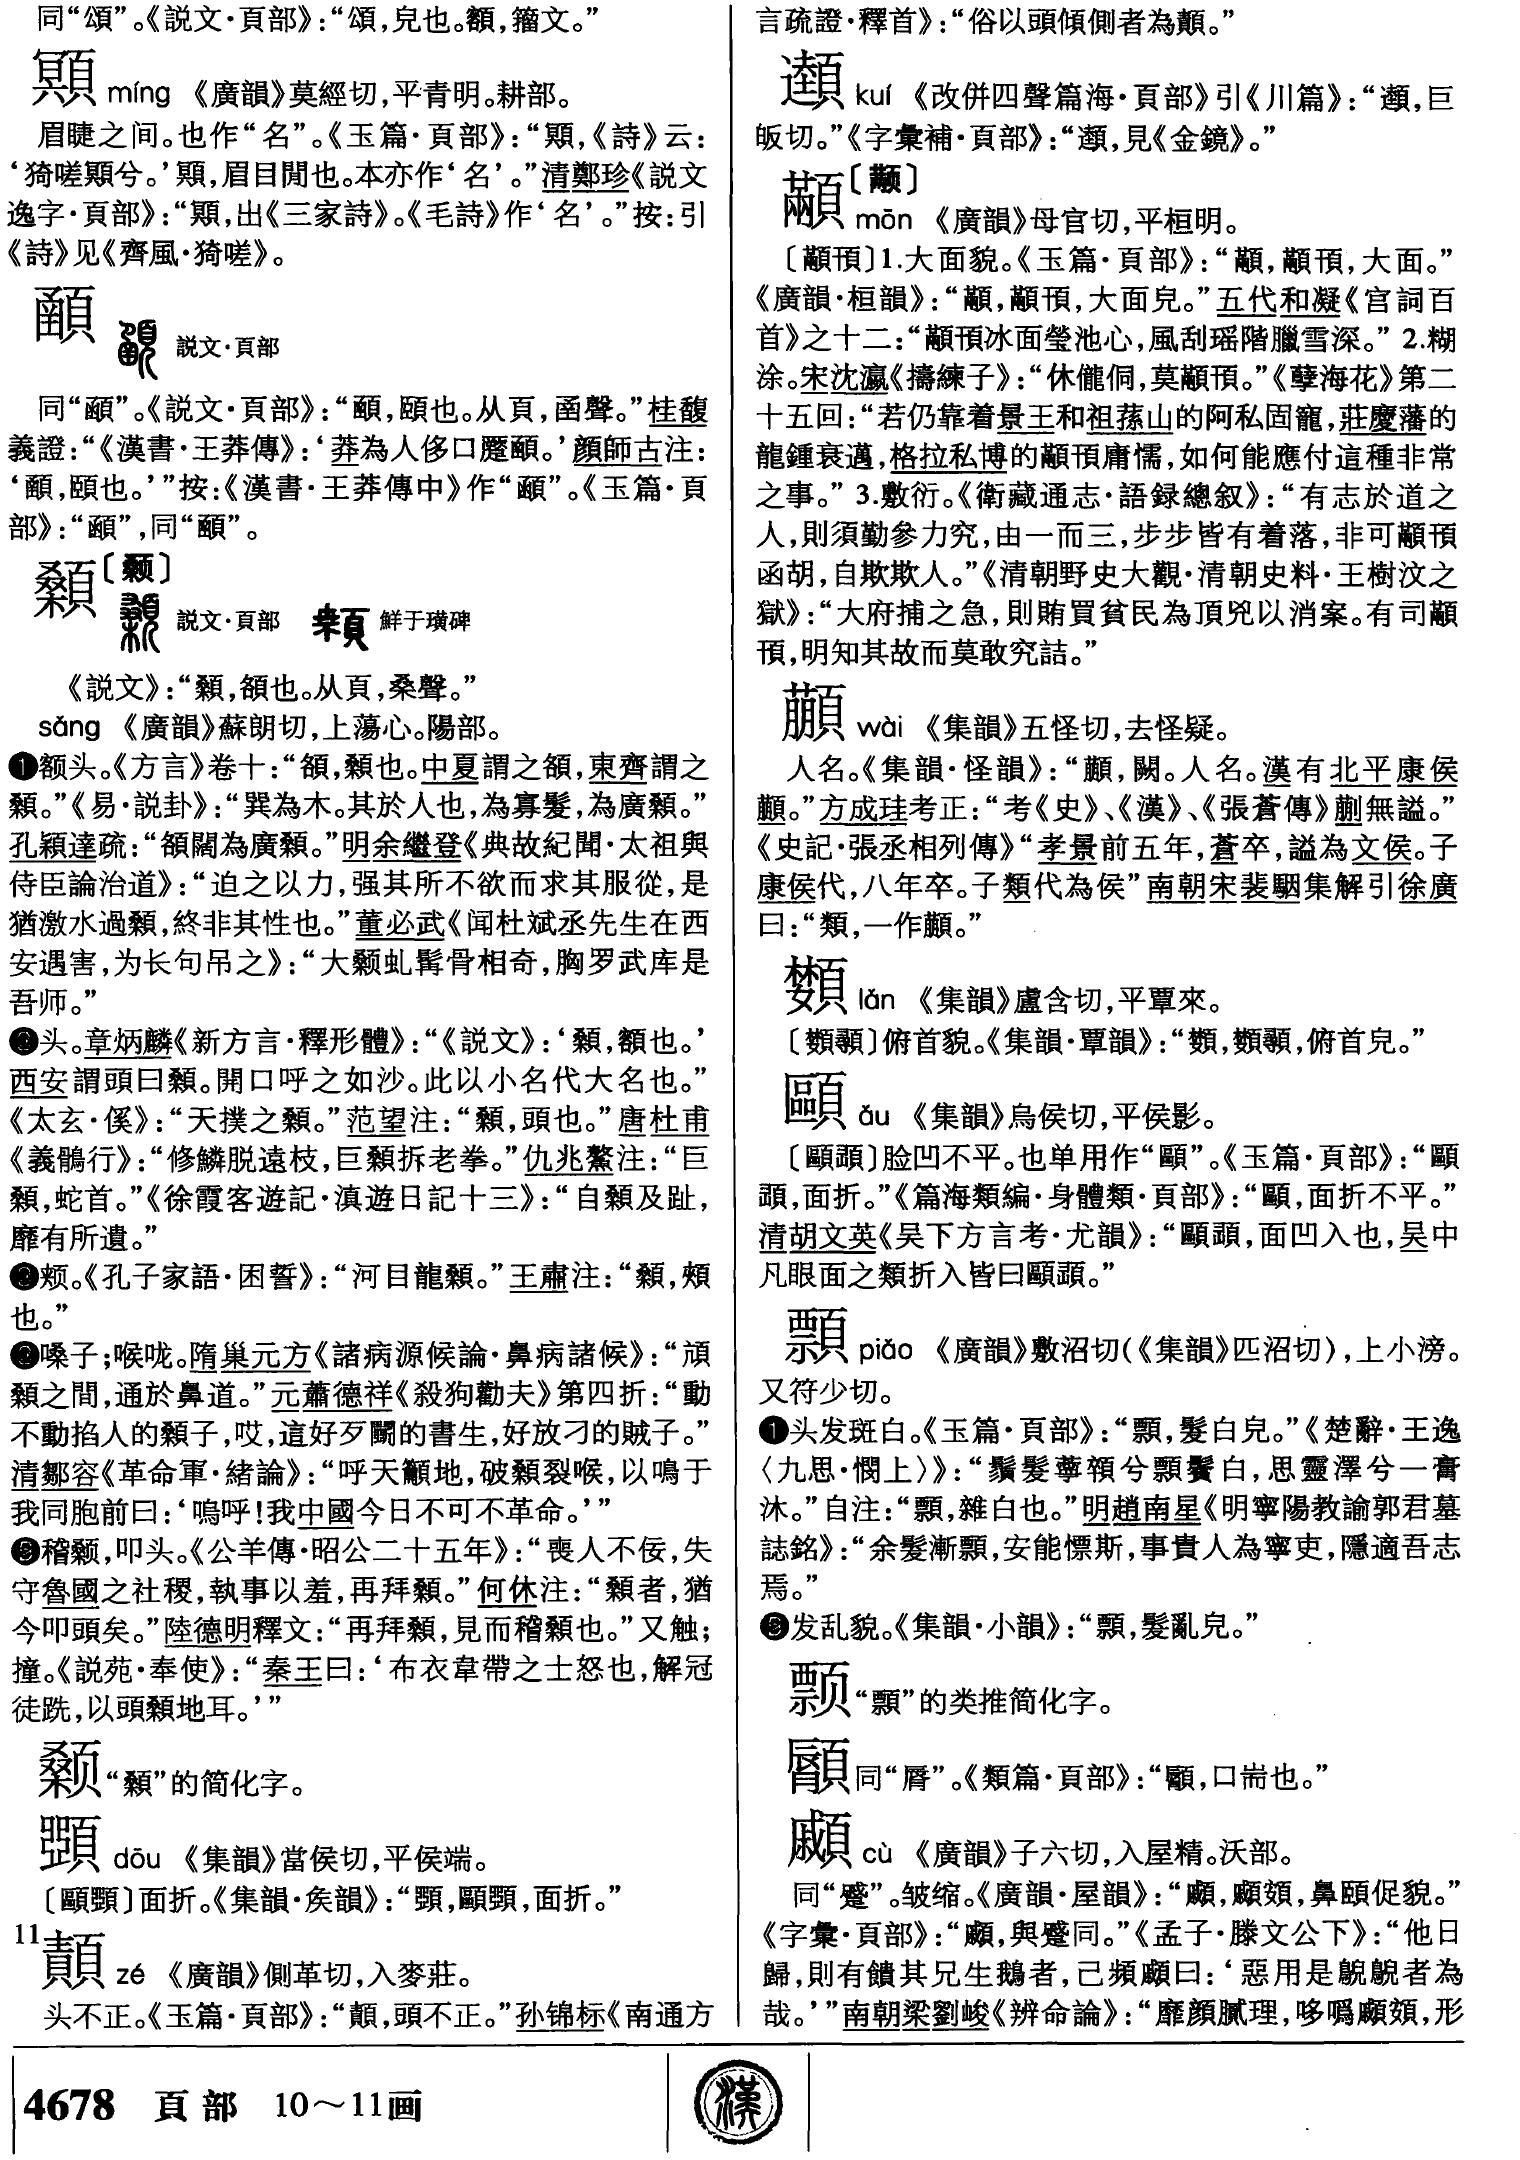 同“頌”。《説文·頁部》：“頌，皃也。額，籀文。”
顭 míng 《廣韻》莫經切，平青明。耕部。
眉睫之间。也作“名”。《玉篇·頁部》：“，《詩》云：
‘猗嗟兮。’，眉目閒也。本亦作‘名’。”清鄭珍《説文
逸字·頁部》：“，出《三家詩》。《毛詩》作‘名’。”按：引
《詩》见《齊風·猗嗟》。
説文·頁部
同“頤”。《説文·頁部》：“，頤也。从頁，圅聲。”桂馥
義證：“《漢書·王莽傳》：‘莽為人侈口蹷顄。’顔師古注：
‘顄，頤也。’”按：《漢書·王莽傳中》作“顄”。《玉篇·頁
部》：“顄”，同“”。
顙〔颡〕
説文·頁部 鮮于璜碑
《説文》：“顙，頟也。从頁，桑聲。”
sǎng 《廣韻》蘇朗切，上蕩心。陽部。
❶额头。《方言》卷十：“頟，顙也。中夏謂之頟，東齊謂之
顙。”《易·説卦》：“巽為木。其於人也，為寡髮，為廣顙。”
孔穎達疏：“頟闊為廣顙。”明余繼登《典故紀聞·太祖與
侍臣論治道》：“迫之以力，强其所不欲而求其服從，是
猶激水過顙，終非其性也。”董必武《闻杜斌丞先生在西
安遇害，为长句吊之》：“大颡虬髯骨相奇，胸罗武库是
吾师。”
❷头。章炳麟《新方言·釋形體》：“《説文》：‘顙，額也。’
西安謂頭曰顙。開口呼之如沙。此以小名代大名也。”
《太玄·傒》：“天撲之顙。”范望注：“顙，頭也。”唐杜甫
《義鶻行》：“修鱗脱遠枝，巨顙拆老拳。”仇兆鰲注：“巨
顙，蛇首。”《徐霞客遊記·滇遊日記十三》：“自顙及趾，
靡有所遺。”
❸颊。《孔子家語·困誓》：“河目龍顙。”王肅注：“顙，頰
也。”
❹嗓子；喉咙。隋巢元方《諸病源候論·鼻病諸候》：“頏
顙之間，通於鼻道。”元蕭德祥《殺狗勸夫》第四折：“動
不動掐人的顙子，哎，這好歹鬭的書生，好放刁的賊子。”
清鄒容《革命軍·緒論》：“呼天籲地，破顙裂喉，以鳴于
我同胞前曰：‘嗚呼！我中國今日不可不革命。’”
❺稽颡，叩头。《公羊傳·昭公二十五年》：“喪人不佞，失
守魯國之社稷，執事以羞，再拜顙。”何休注：“顙者，猶
今叩頭矣。”陸德明釋文：“再拜顙，見而稽顙也。”又触；
撞。《説苑·奉使》：“秦王曰：‘布衣韋帶之士怒也，解冠
徒跣，以頭顙地耳。’”
颡 “顙”的简化字。
dōu 《集韻》當侯切，平侯端。
〔〕面折。《集韻·矦韻》：“，面折。”
11
zé 《廣韻》側革切，入麥莊。
头不正。《玉篇·頁部》：“，頭不正。”孙锦标《南通方
言疏證·釋首》：“俗以頭傾側者為。”
kuí 《改併四聲篇海·頁部》引《川篇》：“，巨
皈切。”《字彙補·頁部》：“，見《金鏡》。”
顢〔颟〕
mān 《廣韻》母官切，平桓明。
〔顢頇〕1.大面貌。《玉篇·頁部》：“顢，顢頇，大面。”
《廣韻·桓韻》：“顢，顢頇，大面皃。”五代和凝《宫詞百
首》之十二：“顢頇冰面瑩池心，風刮瑶階臘雪深。” 2.糊
涂。宋沈瀛《擣練子》：“休儱侗，莫顢頇。”《孽海花》第二
十五回：“若仍靠着景王和祖蓀山的阿私固寵，莊慶藩的
龍鍾衰邁，格拉私博的顢頇庸懦，如何能應付這種非常
之事。” 3.敷衍。《衛藏通志·語録總叙》：“有志於道之
人，則須勤參力究，由一而三，步步皆有着落，非可顢頇
函胡，自欺欺人。”《清朝野史大觀·清朝史料·王樹汶之
獄》：“大府捕之急，則賄買貧民為頂兇以消案。有司顢
頇，明知其故而莫敢究詰。”
wài 《集韻》五怪切，去怪疑。
人名。《集韻·怪韻》：“，闕。人名。漢有北平康侯
。”方成珪考正：“考《史》、《漢》、《張蒼傳》蒯無謚。”
《史記·張丞相列傳》“孝景前五年，蒼卒，謚為文侯。子
康侯代，八年卒。子類代為侯”南朝宋裴駰集解引徐廣
曰：“類，一作。”
lǎn 《集韻》盧含切，平覃來。
〔〕俯首貌。《集韻·覃韻》：“，俯首皃。”
ǎu 《集韻》烏侯切，平侯影。
〔〕脸凹不平。也单用作“”。《玉篇·頁部》：“
，面折。”《篇海類編·身體類·頁部》：“，面折不平。”
清胡文英《吴下方言考·尤韻》：“，面凹入也，吴中
凡眼面之類折入皆曰。”
顠 piǎo 《廣韻》敷沼切（《集韻》匹沼切），上小滂。
又符少切。
❶头发斑白。《玉篇·頁部》：“顠，髮白皃。”《楚辭·王逸
〈九思·憫上〉》：“鬚髮薴顇兮顠鬢白，思靈澤兮一膏
沐。”自注：“顠，雜白也。”明趙南星《明寧陽教諭郭君墓
誌銘》：“余髮漸顠，安能慓斯，事貴人為寧吏，隱適吾志
焉。”
❷发乱貌。《集韻·小韻》：“顠，髮亂皃。”
“顠”的类推简化字。
同“脣”。《類篇·頁部》：“，口耑也。”
顣 cù 《廣韻》子六切，入屋精。沃部。
同“蹙”。皱缩。《廣韻·屋韻》：“顣，顣頞，鼻頤促貌。”
《字彙·頁部》：“顣，與蹙同。”《孟子·滕文公下》：“他日
歸，則有饋其兄生鵝者，己頻顣曰：‘惡用是鶃鶃者為
哉。’”南朝梁劉峻《辨命論》：“靡顔膩理，哆噅顣頞，形
4678 頁部 10～11画
漢